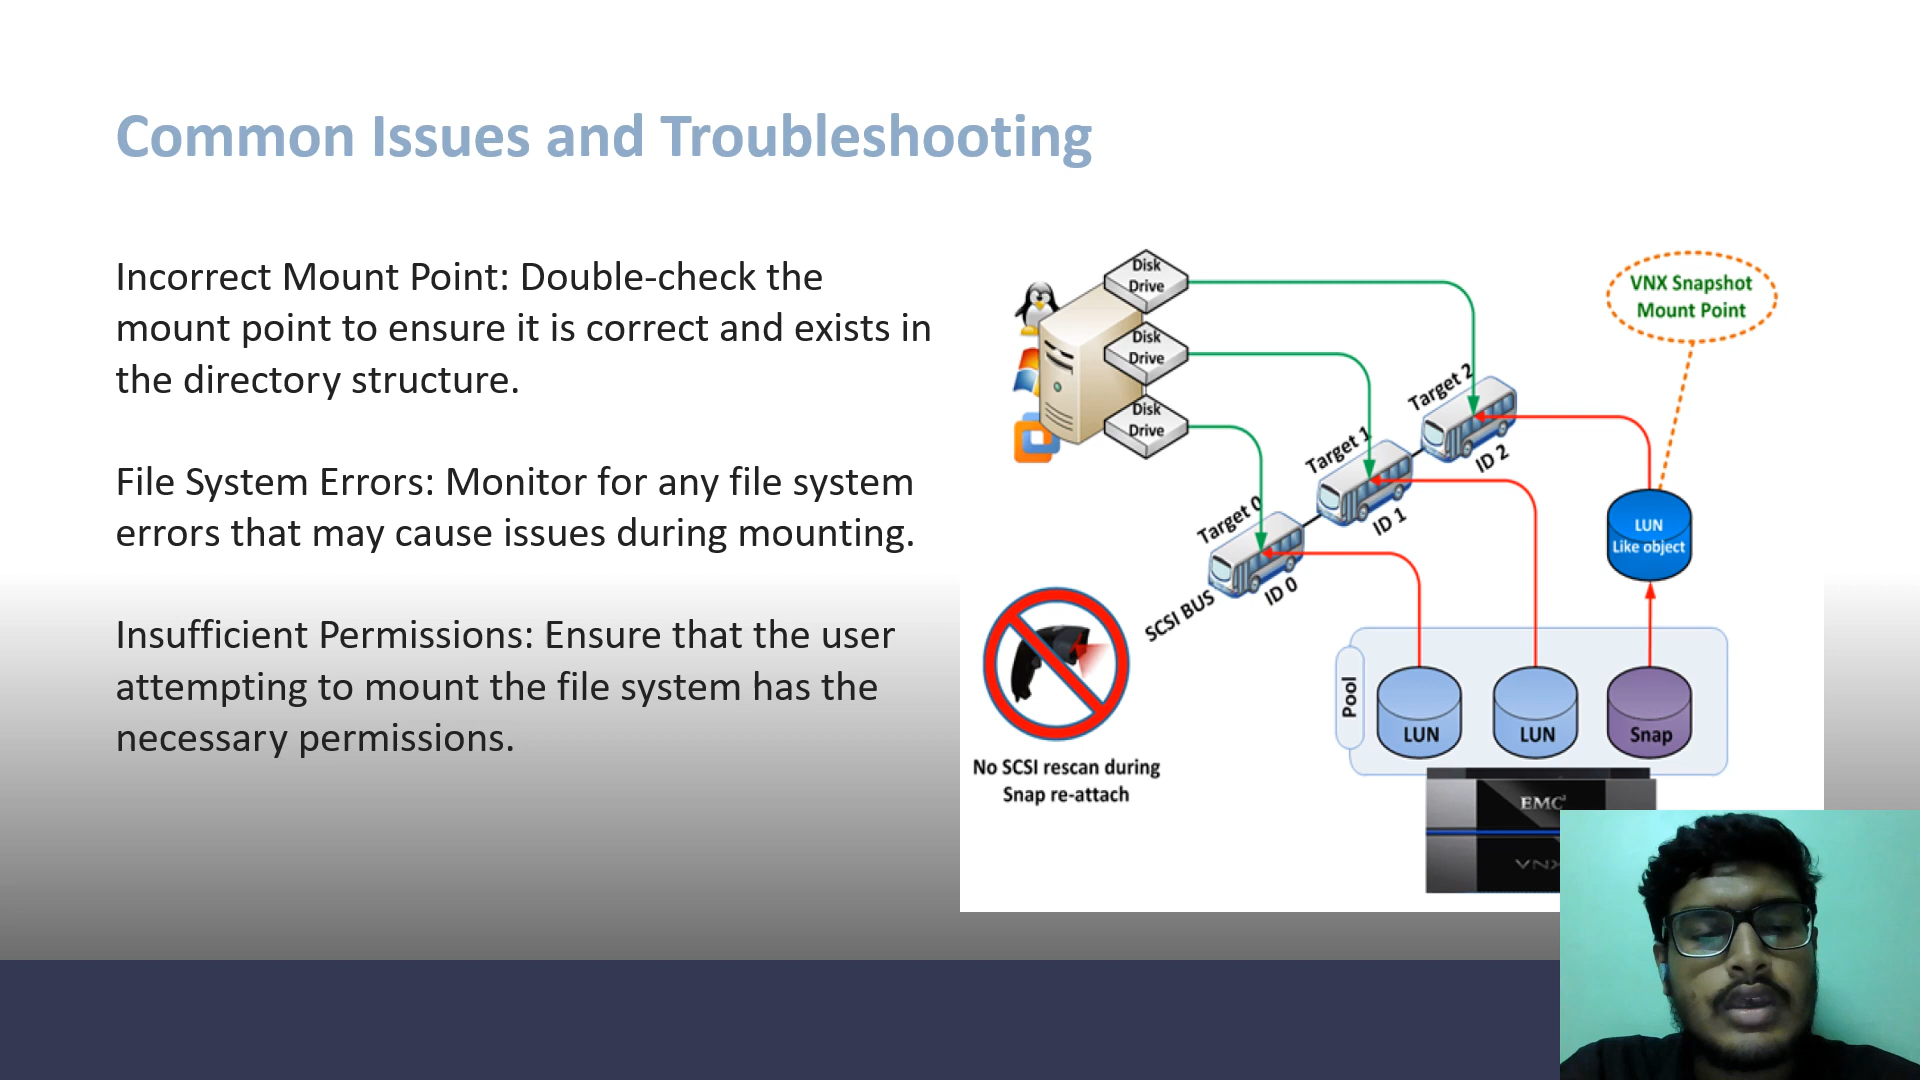 Common Issues and Troubleshooting
Incorrect Mount Point: Double-check the
mount point to ensure it is correct and exists in
the directory structure.
File System Errors: Monitor for any file system
errors that may cause issues during mounting.
Insufficient Permissions: Ensure that the user
attempting to mount the file system has the
necessary permissions.
Disk
Drive
Disk
Drive
Disk
Drive
VNX Snapshot
Mount Point
Target 2
ID 2
Target 1
ID 1
Target 0
ID 0
SCSI BUS
LUN
Like object
No SCSI rescan during
Snap re-attach
Pool
LUN
LUN
Snap
EMC²
VNX